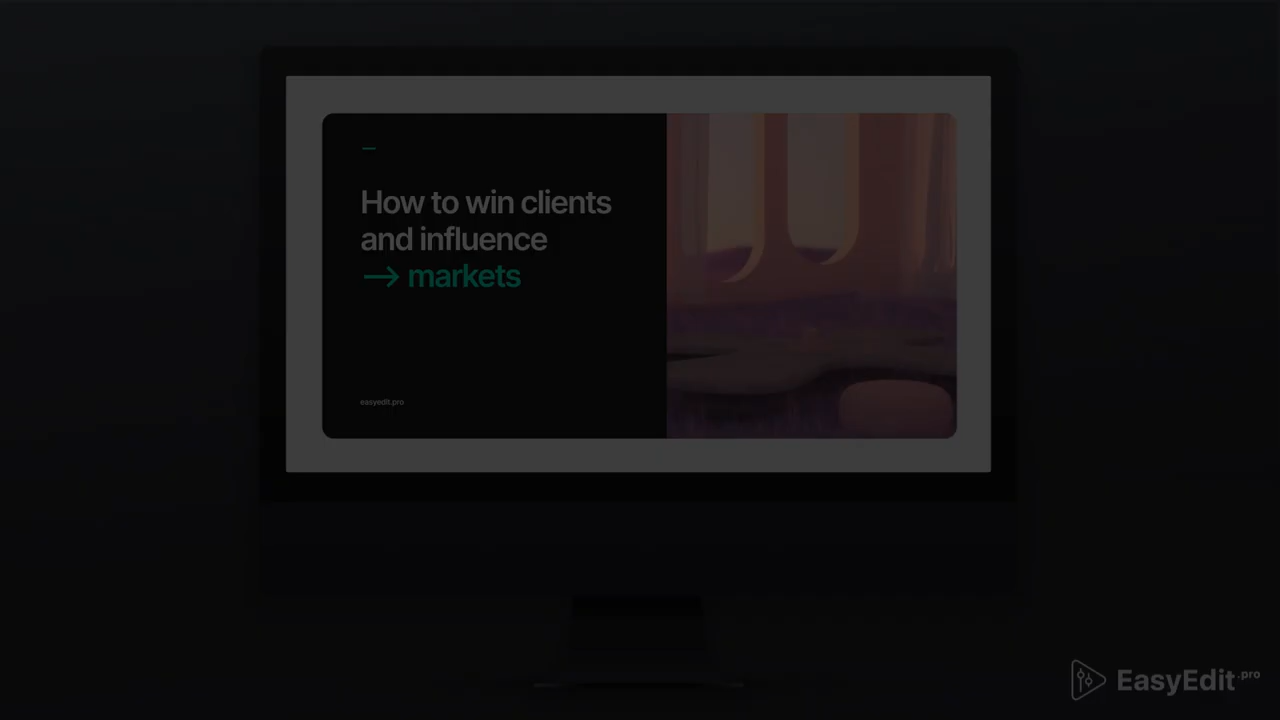 How to win clients
and influence
→ markets
easyedit.pro
EasyEdit.pro